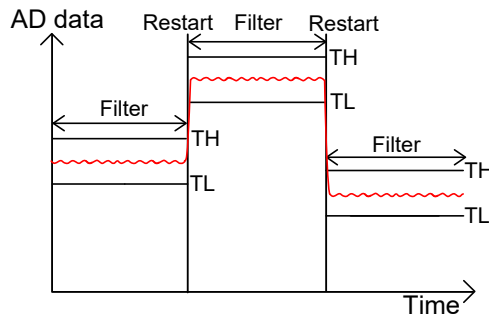 AD data
Restart
Filter
Restart
TH
TL
Filter
TH
TL
Filter
TH
TL
Time